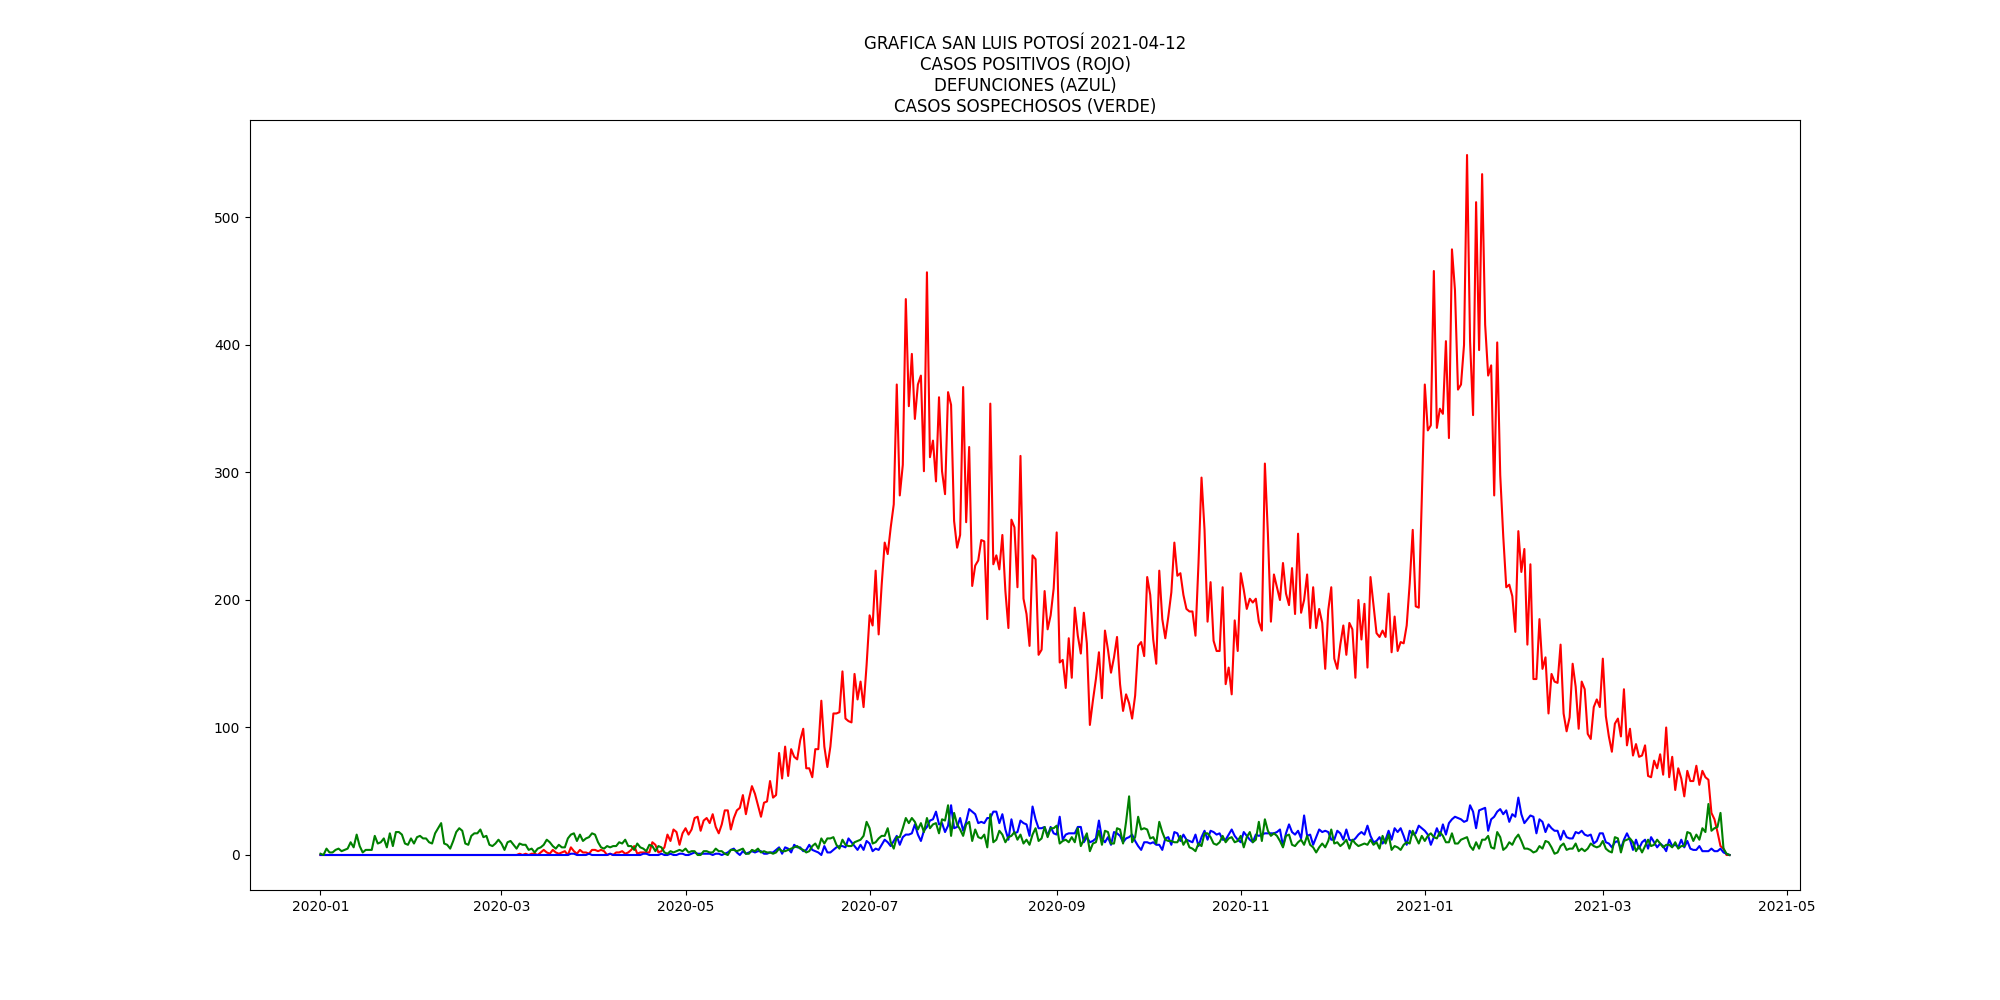 GRAFICA SAN LUIS POTOSÍ 2021-04-12
CASOS POSITIVOS (ROJO)
DEFUNCIONES (AZUL)
CASOS SOSPECHOSOS (VERDE)
500
400
300
200
100
0
2020-01 2020-03 2020-05 2020-07 2020-09 2020-11 2021-01 2021-03 2021-05